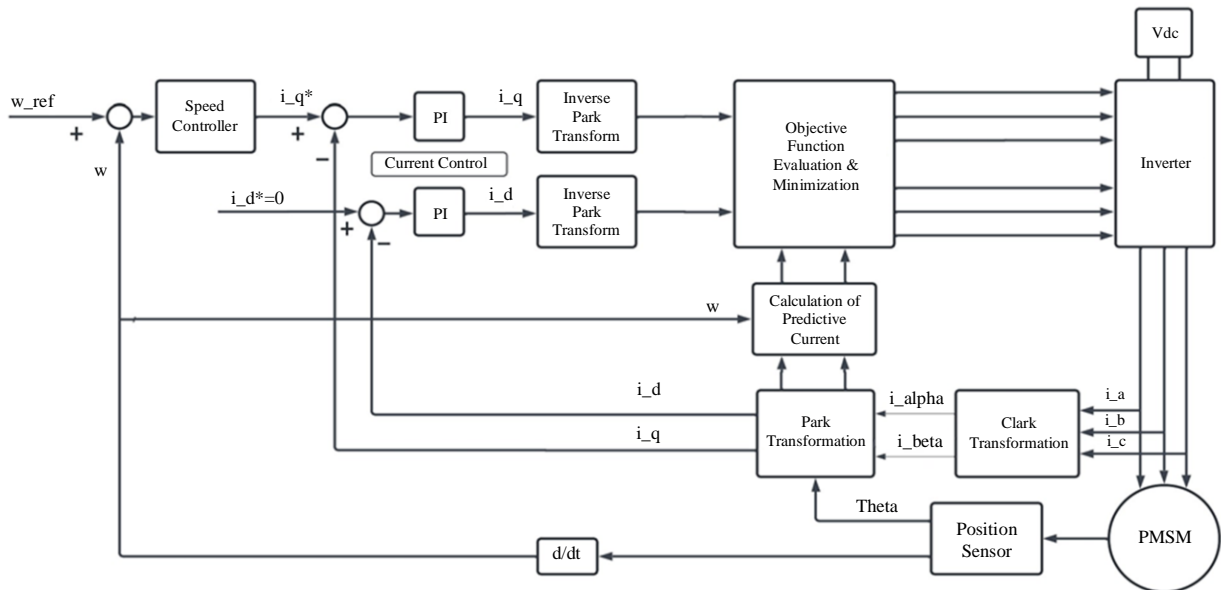 Vdc
w_ref
+
w
Speed
Controller
i_q*
+
−
PI
i_q
Inverse
Park
Transform
Current Control
i_d*=0
+
−
PI
i_d
Inverse
Park
Transform
Objective
Function
Evaluation &
Minimization
Inverter
w
Calculation of
Predictive
Current
i_d
i_q
Park
Transformation
i_alpha
i_beta
Clark
Transformation
i_a
i_b
i_c
Theta
Position
Sensor
PMSM
d/dt